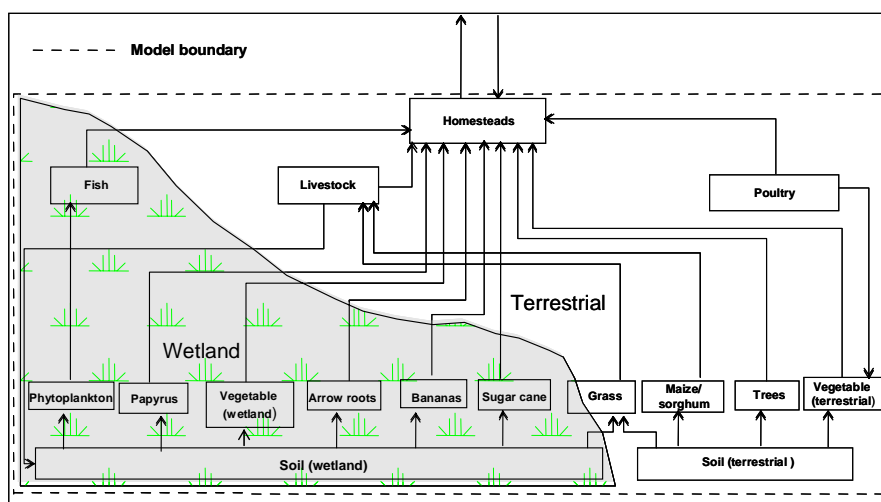 Model boundary
Homesteads
Fish
Livestock
Poultry
Terrestrial
Wetland
Phytoplankton
Papyrus
Vegetable
(wetland)
Arrow roots
Bananas
Sugar cane
Grass
Maize/
sorghum
Trees
Vegetable
(terrestrial)
Soil (wetland)
Soil (terrestrial )